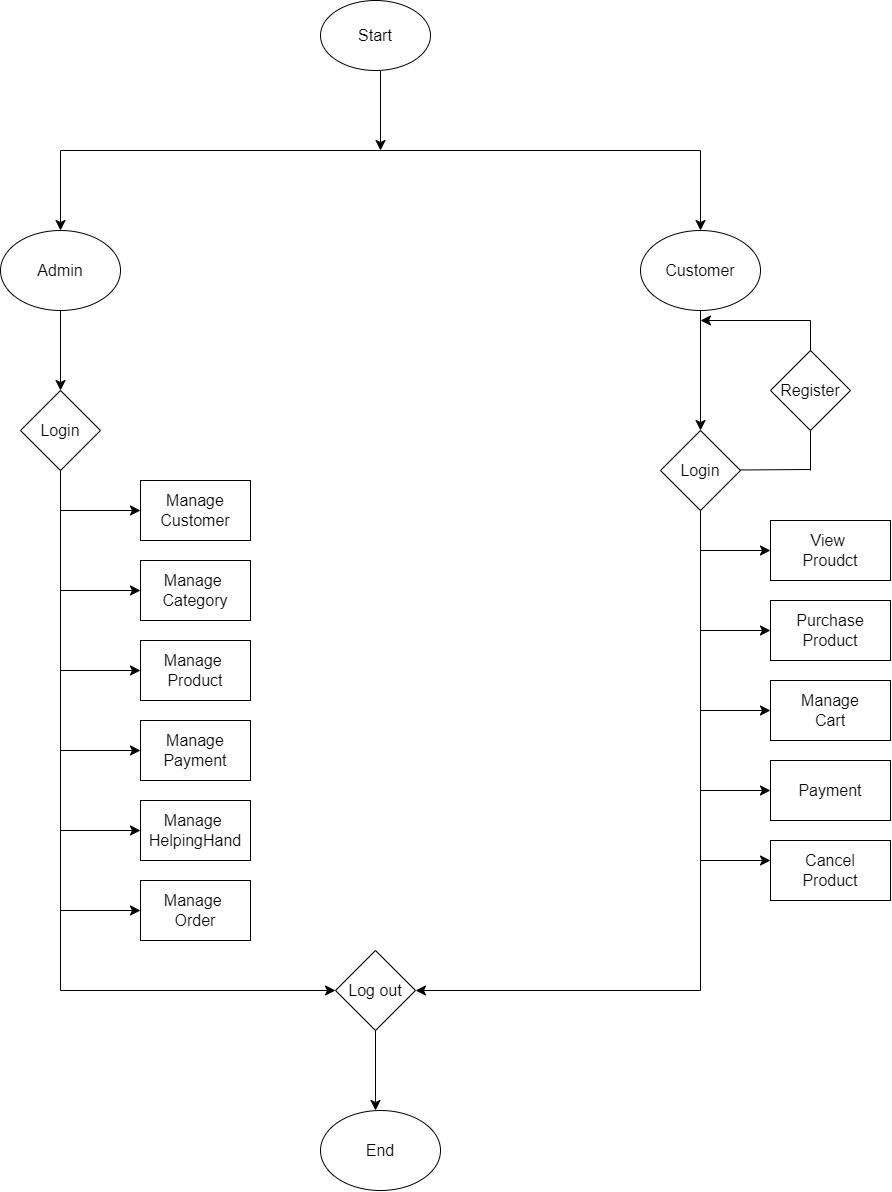 Start
Admin
Customer
Register
Login
Login
Manage
Customer
View
Proudct
Manage
Category
Purchase
Product
Manage
Product
Manage
Cart
Manage
Payment
Payment
Manage
HelpingHand
Cancel
Product
Manage
Order
Log out
End